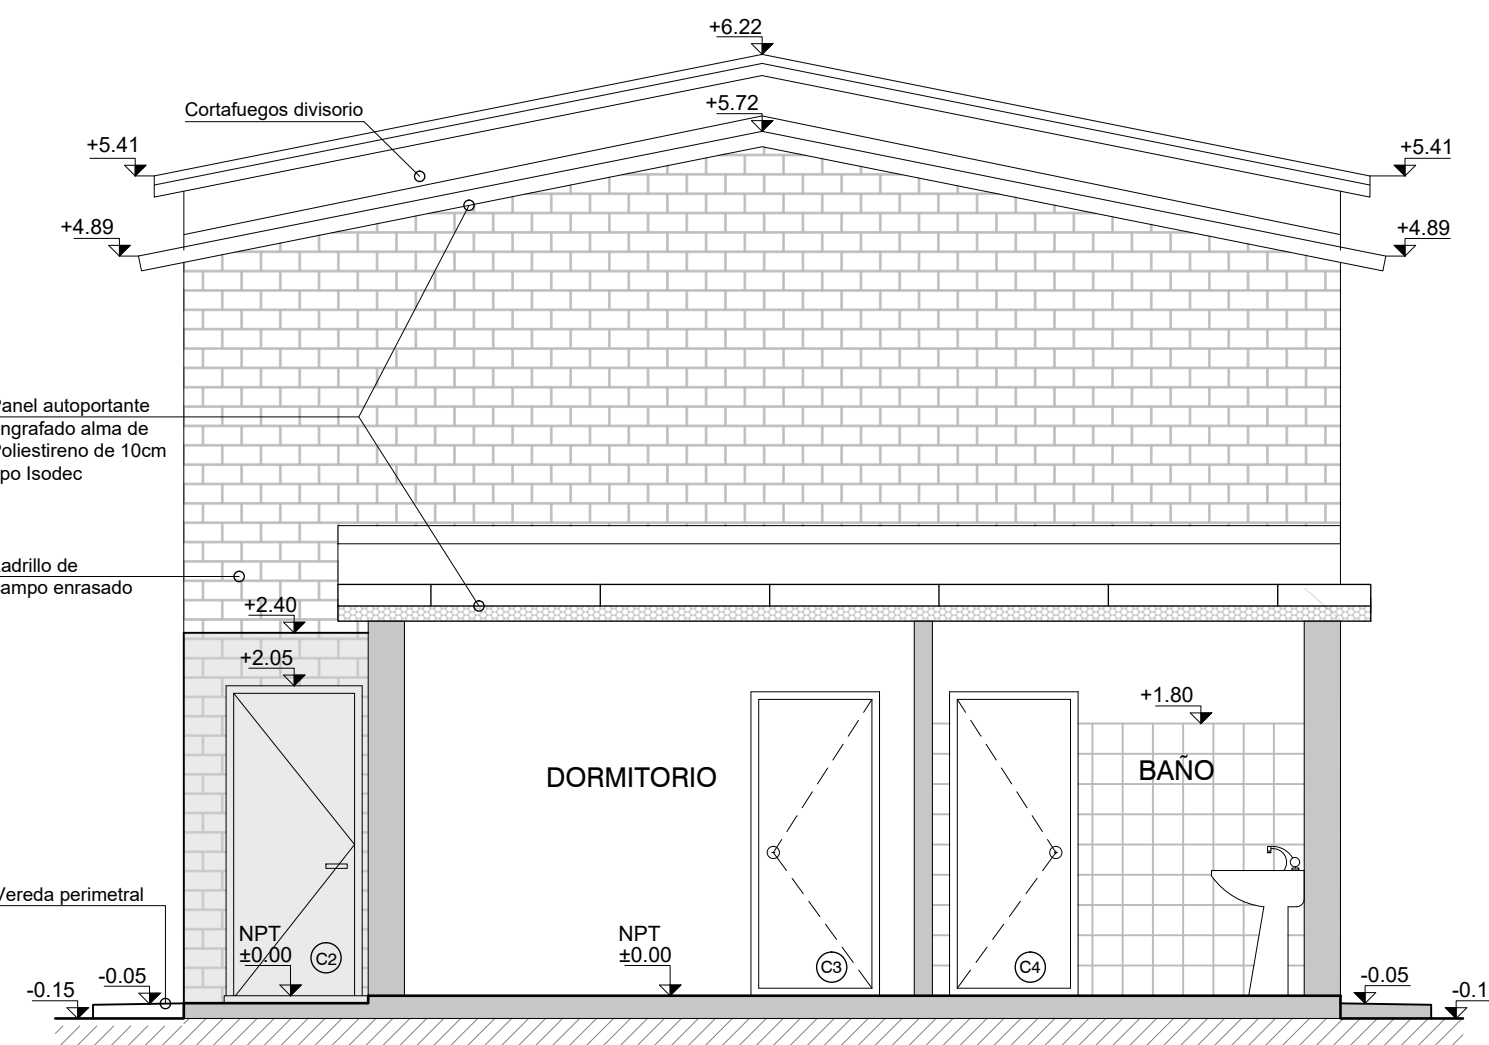 +6.22
Cortafuegos divisorio
+5.72
+5.41
+5.41
+4.89
+4.89
anel autoportante
ngrafado alma de
oliestireno de 10cm
po Isodec
adrillo de
ampo enrasado
+2.40
+2.05
+1.80
DORMITORIO
BAÑO
Vereda perimetral
NPT
±0.00
C2
NPT
±0.00
C3
C4
-0.05
-0.15
-0.05
-0.1